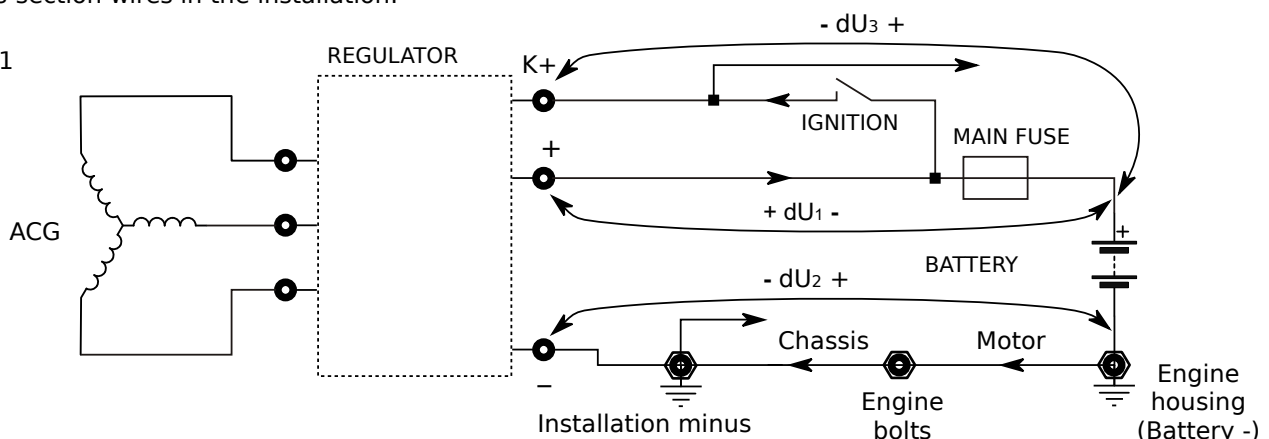 section wires in the installation.
1
REGULATOR
- dU3 +
K+
IGNITION
MAIN FUSE
+
ACG
+ dU1 -
+
BATTERY
- dU2 +
Chassis
Motor
−
Installation minus
Engine
bolts
Engine
housing
(Battery -)